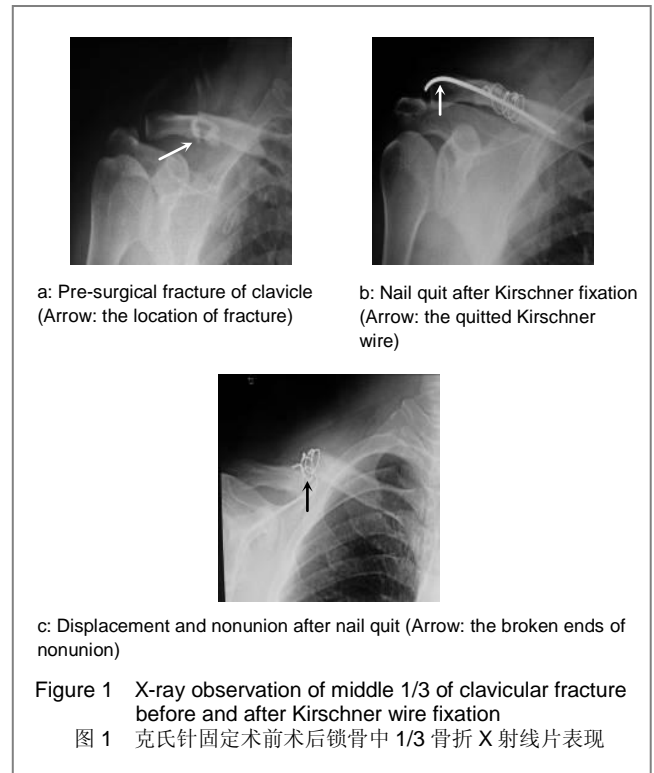 a: Pre-surgical fracture of clavicle
(Arrow: the location of fracture)
b: Nail quit after Kirschner fixation
(Arrow: the quitted Kirschner
wire)
c: Displacement and nonunion after nail quit (Arrow: the broken ends of
nonunion)
Figure 1 X-ray observation of middle 1/3 of clavicular fracture
before and after Kirschner wire fixation
图 1 克氏针固定术前术后锁骨中 1/3 骨折 X 射线片表现